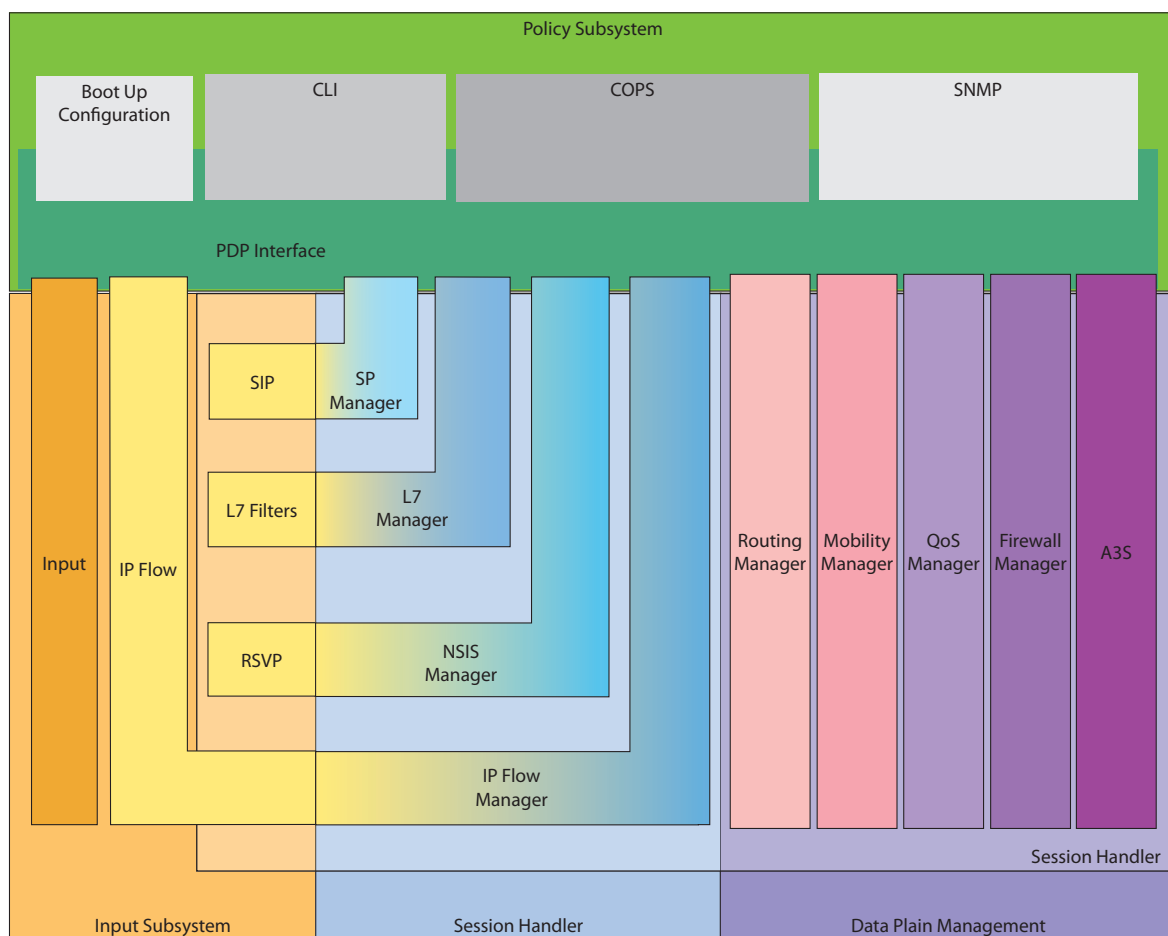 Policy Subsystem
Boot Up
Configuration
CLI
COPS
SNMP
PDP Interface
SIP
SP
Manager
L7 Filters
L7
Manager
Input
IP Flow
Routing
Manager
Mobility
Manager
QoS
Manager
Firewall
Manager
A3S
RSVP
NSIS
Manager
IP Flow
Manager
Session Handler
Input Subsystem
Session Handler
Data Plain Management